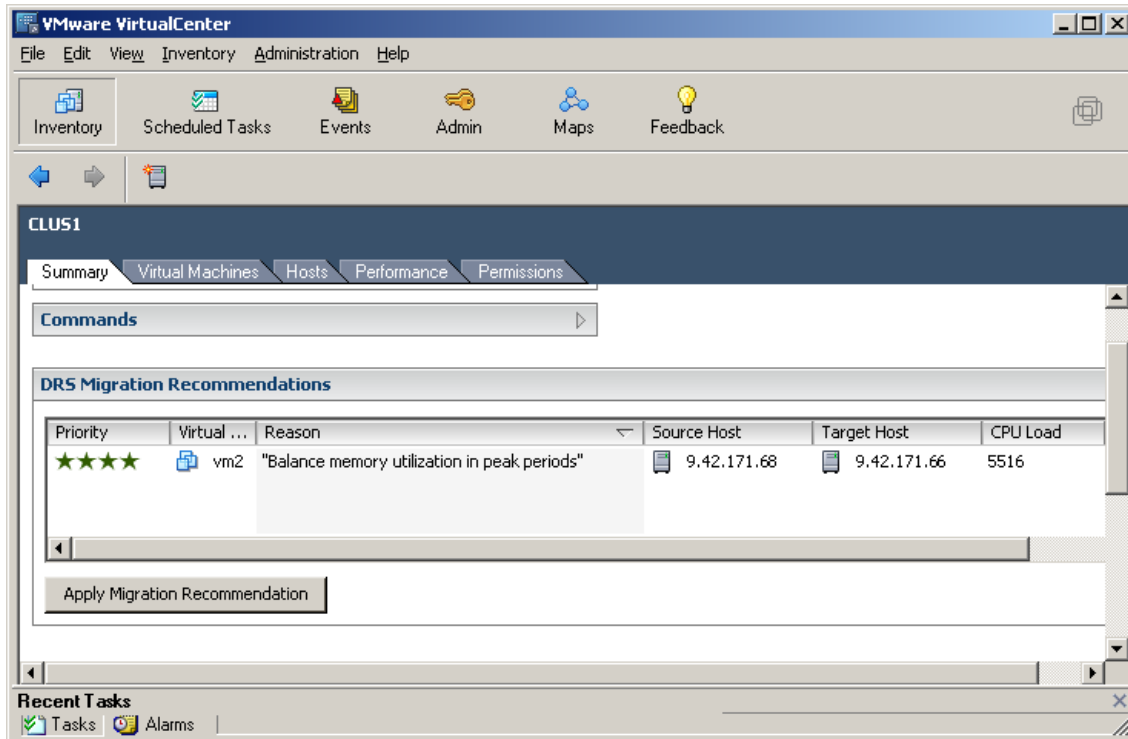 VMware VirtualCenter
File Edit View Inventory Administration Help
Inventory Scheduled Tasks Events Admin Maps Feedback
CLUS1
Summary Virtual Machines Hosts Performance Permissions
Commands
DRS Migration Recommendations
Priority Virtual ... Reason Source Host Target Host CPU Load
★★★★ vm2 "Balance memory utilization in peak periods" 9.42.171.68 9.42.171.66 5516
Apply Migration Recommendation
Recent Tasks
Tasks Alarms